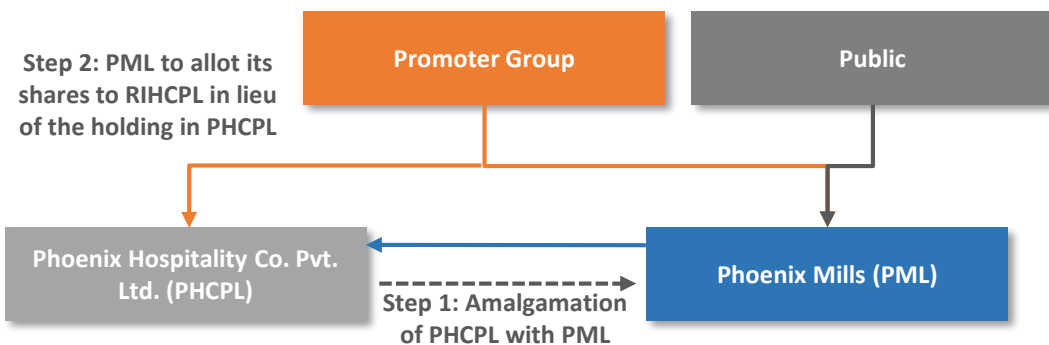 Step 2: PML to allot its
shares to RIHCPL in lieu
of the holding in PHCPL
Promoter Group
Public
Phoenix Hospitality Co. Pvt.
Ltd. (PHCPL)
Phoenix Mills (PML)
Step 1: Amalgamation
of PHCPL with PML